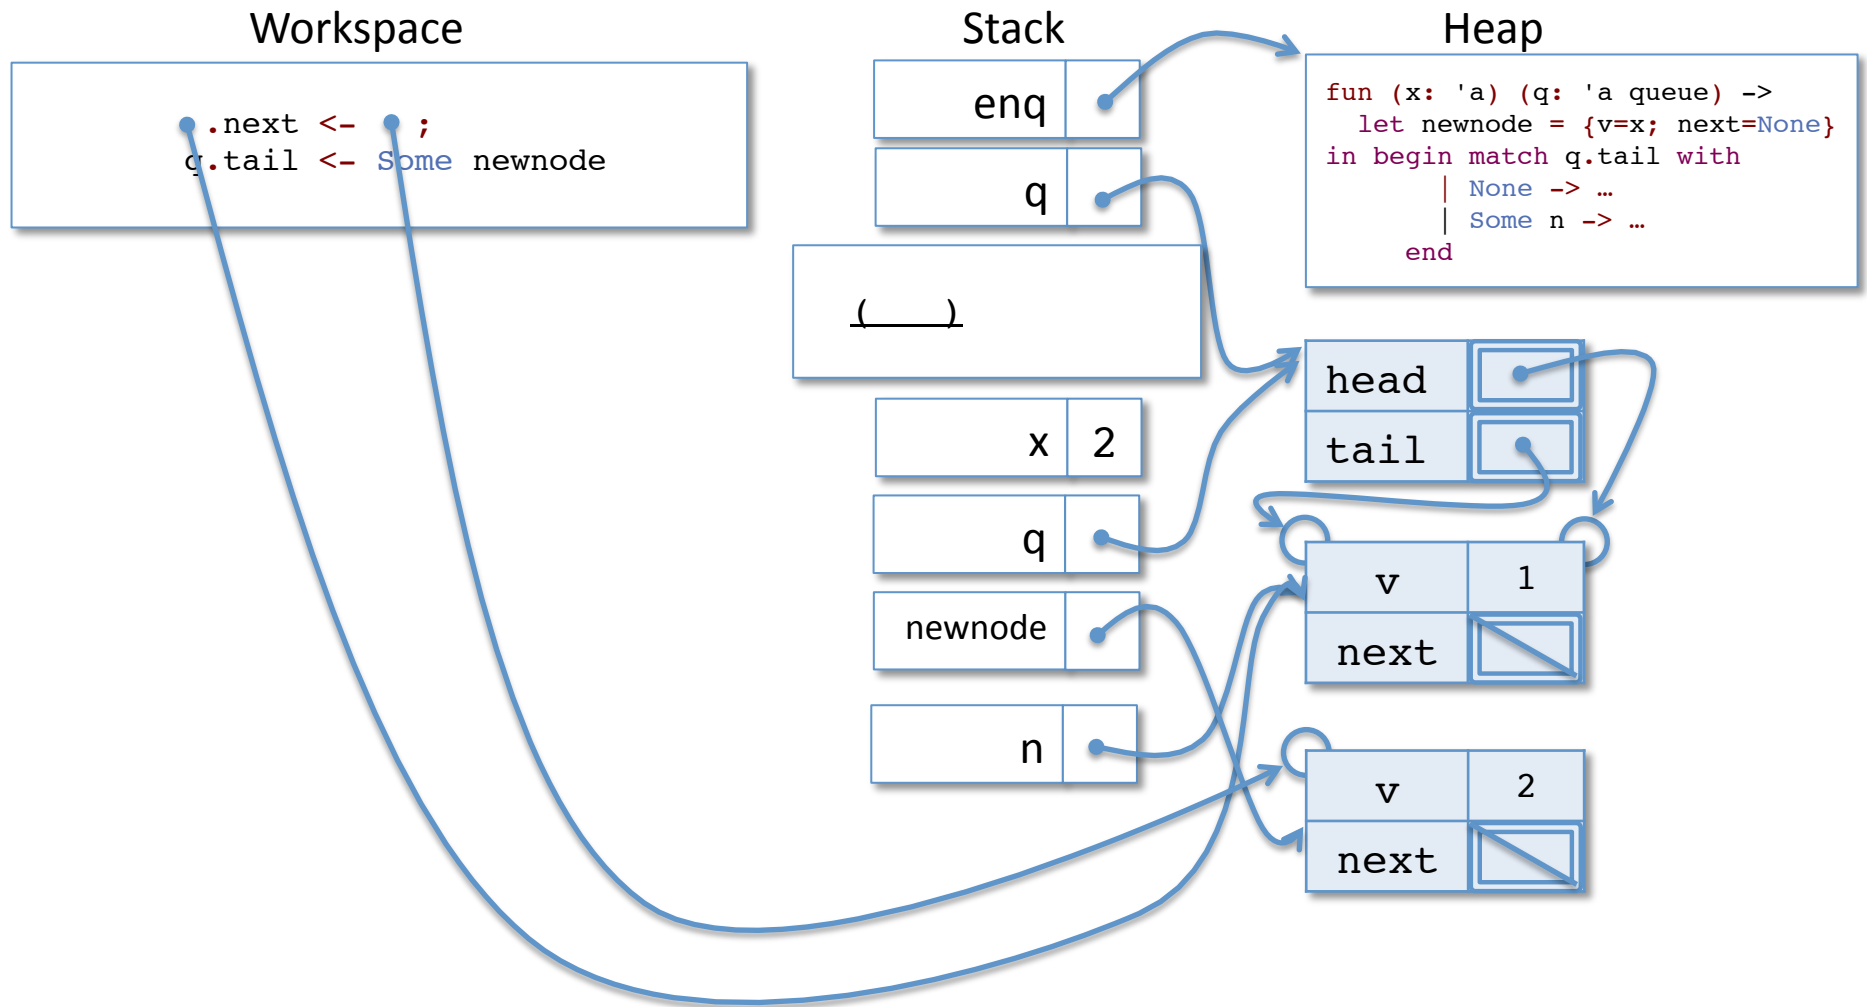 Workspace
.next <- ;
q.tail <- Some newnode
Stack
enq
q
( )
x 2
q
newnode
n
Heap
fun (x: 'a) (q: 'a queue) ->
let newnode = {v=x; next=None}
in begin match q.tail with
| None -> …
| Some n -> …
end
head
tail
v 1
next
v 2
next